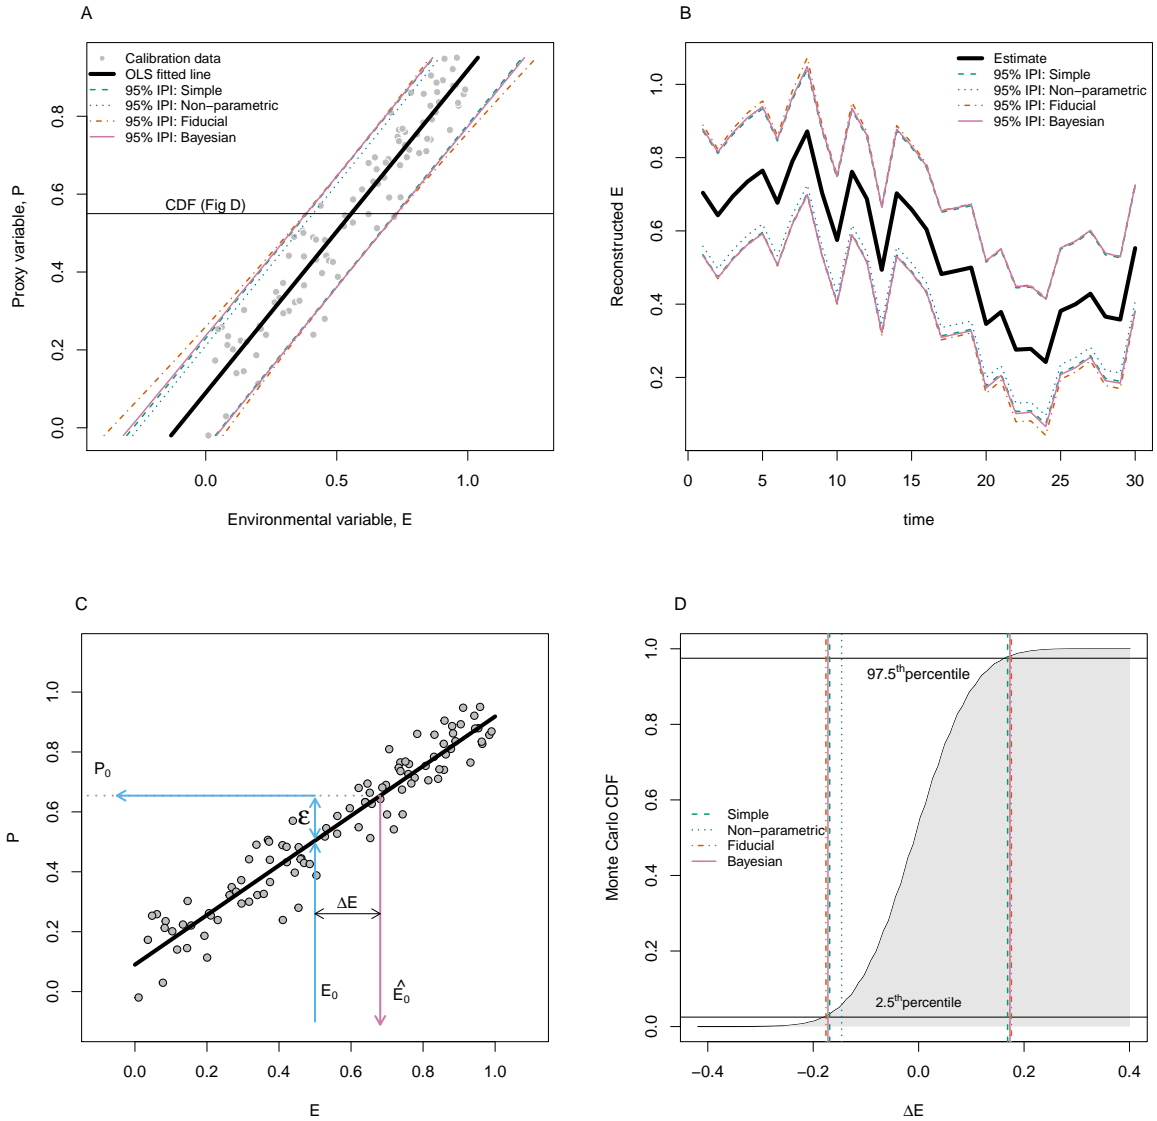 A
Calibration data
OLS fitted line
95% IPI: Simple
95% IPI: Non−parametric
95% IPI: Fiducial
95% IPI: Bayesian
CDF (Fig D)
Proxy variable, P
0.0
0.2
0.4
0.6
0.8
0.0
0.5
1.0
Environmental variable, E
B
Estimate
95% IPI: Simple
95% IPI: Non−parametric
95% IPI: Fiducial
95% IPI: Bayesian
Reconstructed E
0.2
0.4
0.6
0.8
1.0
0
5
10
15
20
25
30
time
C
P
0.0
0.2
0.4
0.6
0.8
1.0
P0
ε
ΔE
E0
Ê0
0.0
0.2
0.4
0.6
0.8
1.0
E
D
97.5th percentile
Simple
Non−parametric
Fiducial
Bayesian
2.5th percentile
Monte Carlo CDF
0.0
0.2
0.4
0.6
0.8
1.0
−0.4
−0.2
0.0
0.2
0.4
ΔE